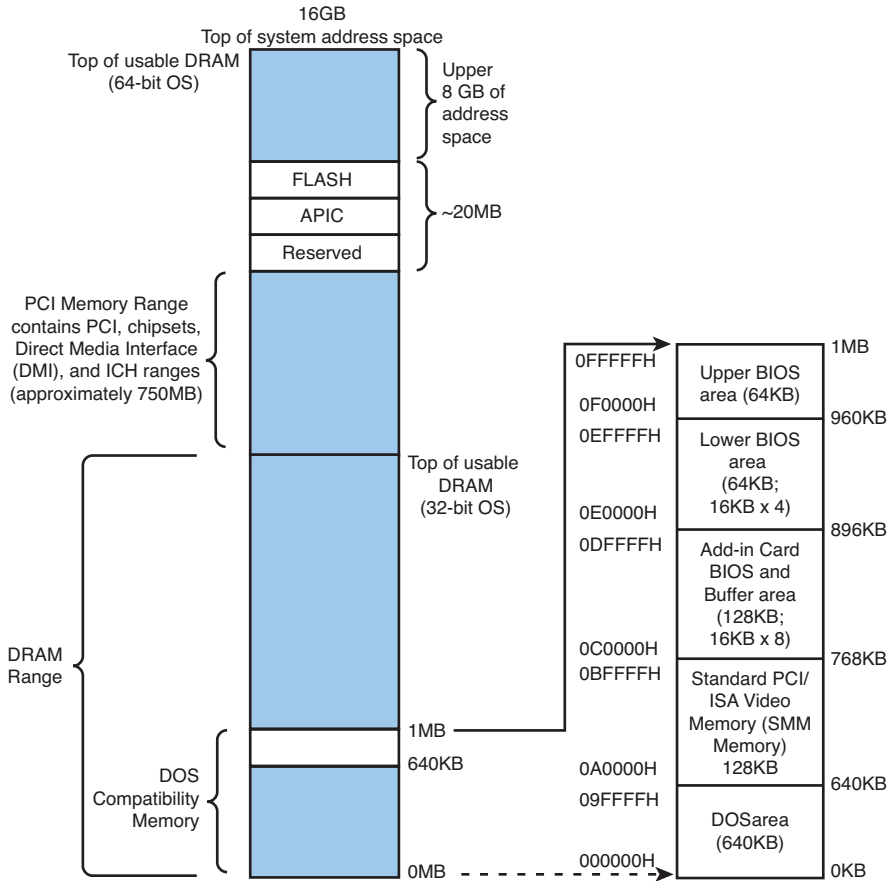 16GB
Top of system address space
Top of usable DRAM
(64-bit OS)
Upper
8 GB of
address
space
FLASH
APIC
Reserved
~20MB
PCI Memory Range
contains PCI, chipsets,
Direct Media Interface
(DMI), and ICH ranges
(approximately 750MB)
Top of usable
DRAM
(32-bit OS)
DRAM
Range
DOS
Compatibility
Memory
1MB
640KB
0MB
0FFFFFH
0F0000H
0EFFFFH
0E0000H
0DFFFFH
0C0000H
0BFFFFH
0A0000H
09FFFFH
000000H
Upper BIOS
area (64KB)
Lower BIOS
area
(64KB;
16KB x 4)
Add-in Card
BIOS and
Buffer area
(128KB;
16KB x 8)
Standard PCI/
ISA Video
Memory (SMM
Memory)
128KB
DOSarea
(640KB)
1MB
960KB
896KB
768KB
640KB
0KB